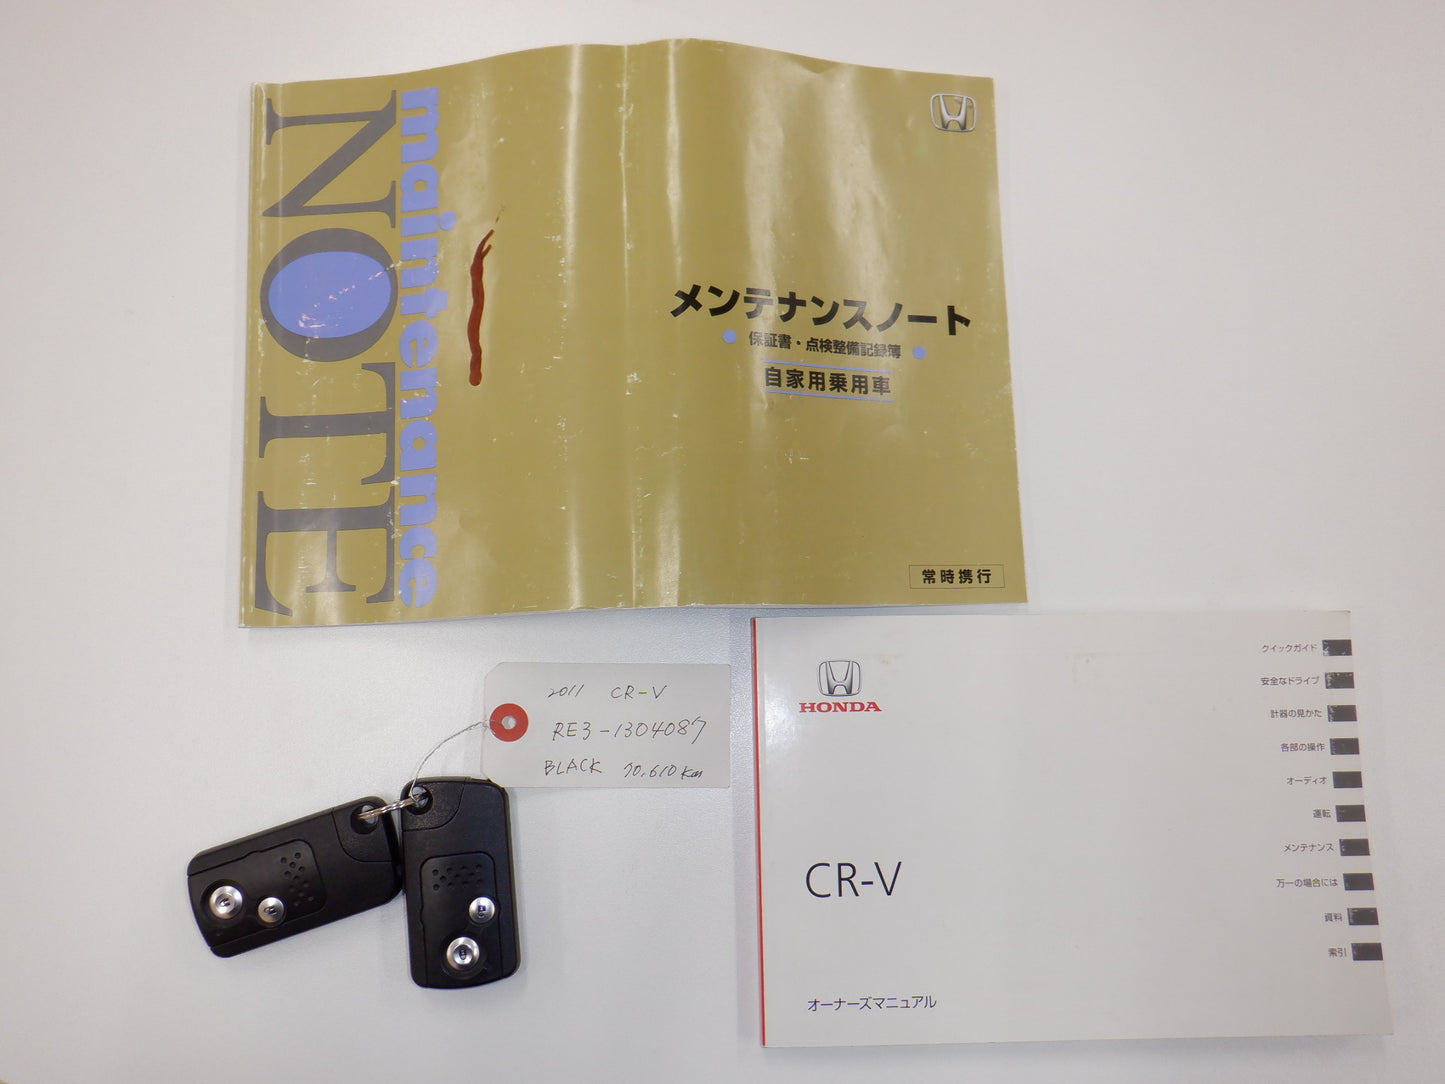 maintenance
NOTE
メンテナンスノート
保証書・点検整備記録簿
自家用乗用車
常時携行
2011 CR-V
RE3-1304087
BLACK 70.610 km
HONDA
CR-V
オーナーズマニュアル
クイックガイド
安全なドライブ
計器の見かた
各部の操作
オーディオ
運転
メンテナンス
万一の場合には
資料
索引